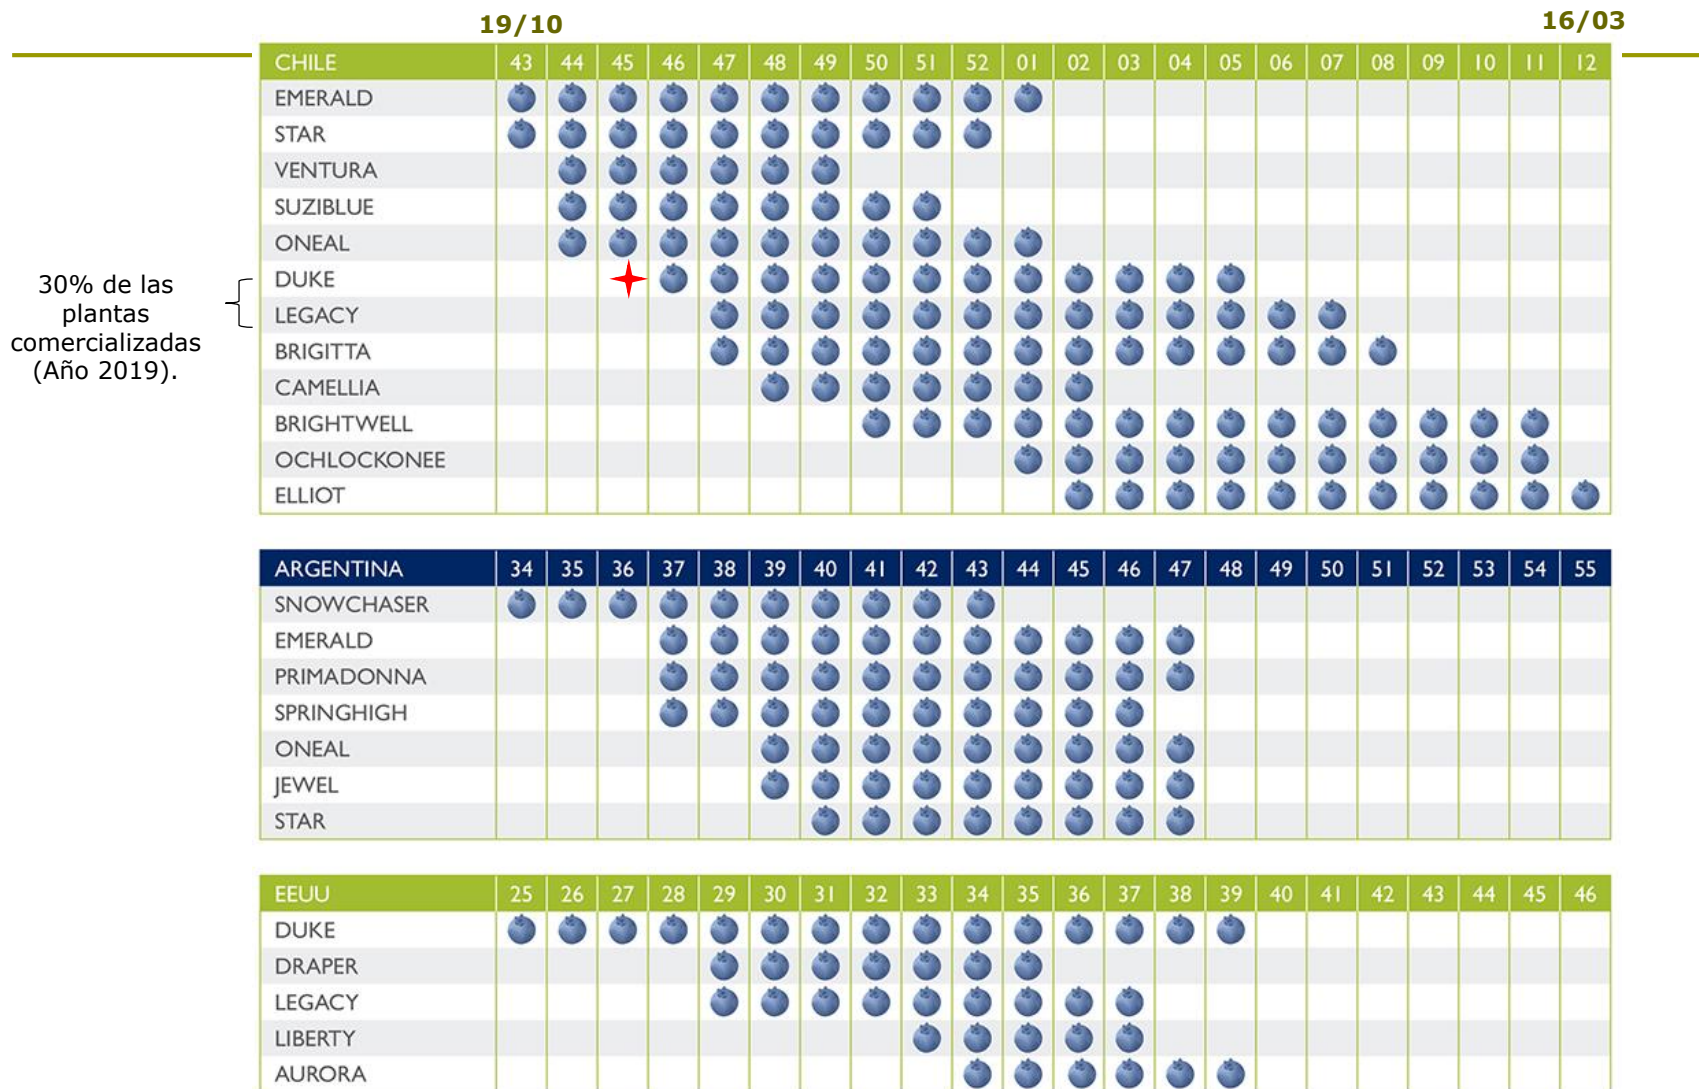 19/10
16/03
CHILE 43 44 45 46 47 48 49 50 51 52 01 02 03 04 05 06 07 08 09 10 11 12
EMERALD
STAR
VENTURA
SUZIBLUE
ONEAL
DUKE
LEGACY
BRIGITTA
CAMELLIA
BRIGHTWELL
OCHLOCKONEE
ELLIOT
30% de las
plantas
comercializadas
(Año 2019).
ARGENTINA 34 35 36 37 38 39 40 41 42 43 44 45 46 47 48 49 50 51 52 53 54 55
SNOWCHASER
EMERALD
PRIMADONNA
SPRINGHIGH
ONEAL
JEWEL
STAR
EEUU 25 26 27 28 29 30 31 32 33 34 35 36 37 38 39 40 41 42 43 44 45 46
DUKE
DRAPER
LEGACY
LIBERTY
AURORA